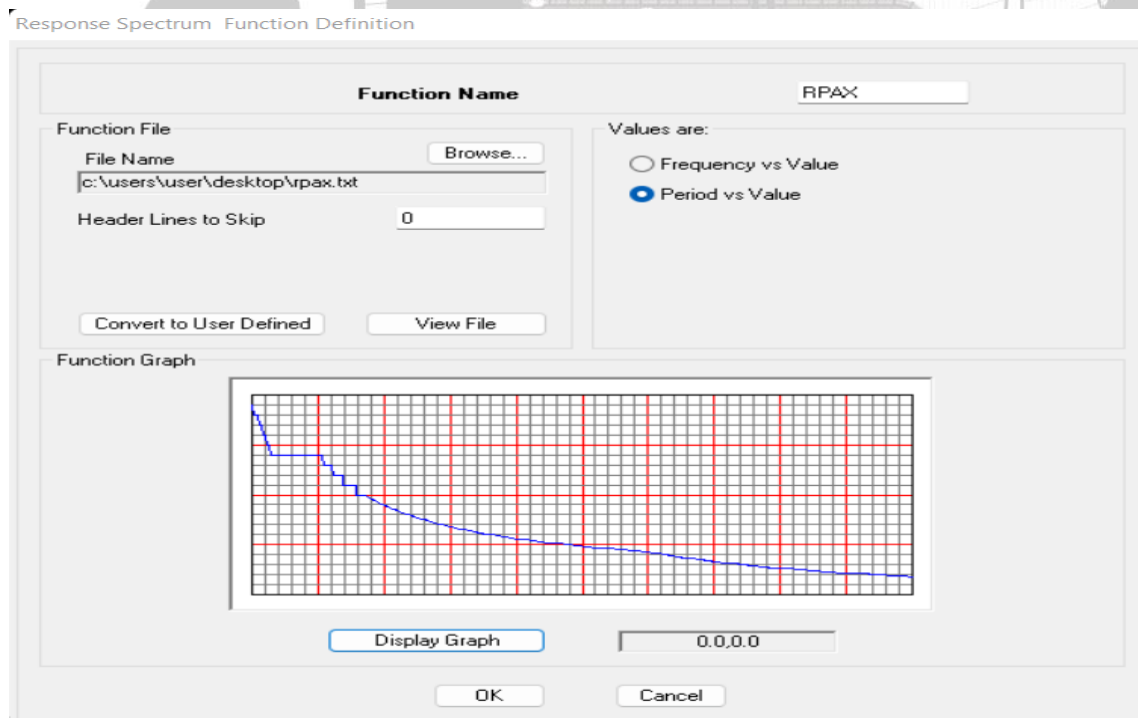 Response Spectrum Function Definition
Function Name
RPAX
Function File
File Name
Browse...
c:\users\user\desktop\rpax.txt
Header Lines to Skip
0
Convert to User Defined
View File
Values are:
Frequency vs Value
Period vs Value
Function Graph
Display Graph
0.0,0.0
OK
Cancel